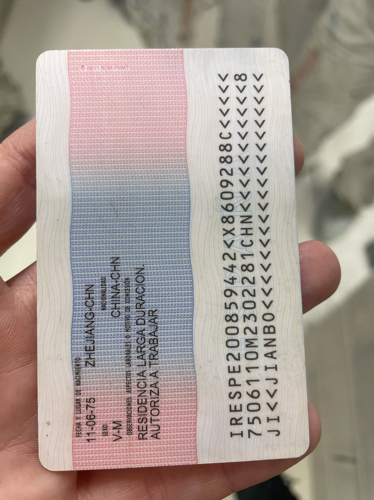 FECHA Y LUGAR DE NACIMIENTO
11-06-75 ZHEJIANG-CHN
SEXO NACIONALIDAD
V-M CHINA-CHN
OBSERVACIONES
RESIDENCIA LARGA DURACION.
AUTORIZA A TRABAJAR
IRESPE200859442<X8609288C<<<<<
7506110M2302281CHN<<<<<<<<<<<8
JI<<JIANBO<<<<<<<<<<<<<<<<<<<<